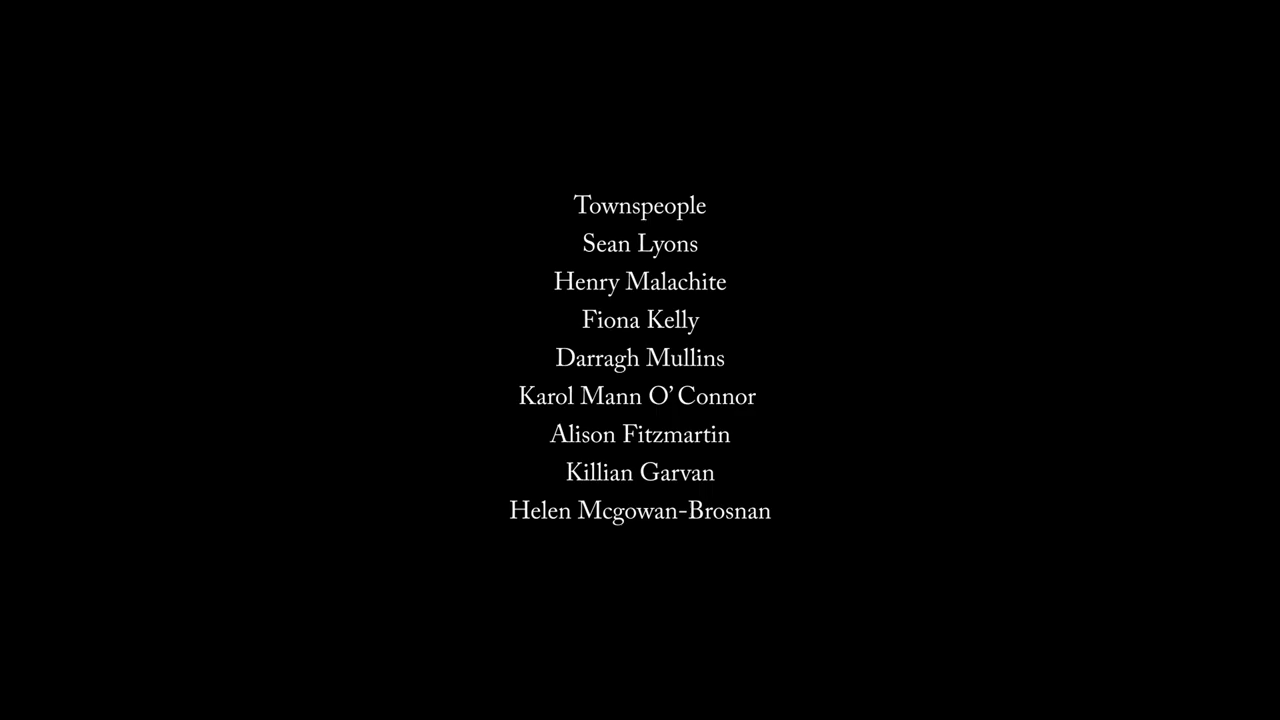 Townspeople
Sean Lyons
Henry Malachite
Fiona Kelly
Darragh Mullins
Karol Mann O’ Connor
Alison Fitzmartin
Killian Garvan
Helen Mcgowan-Brosnan